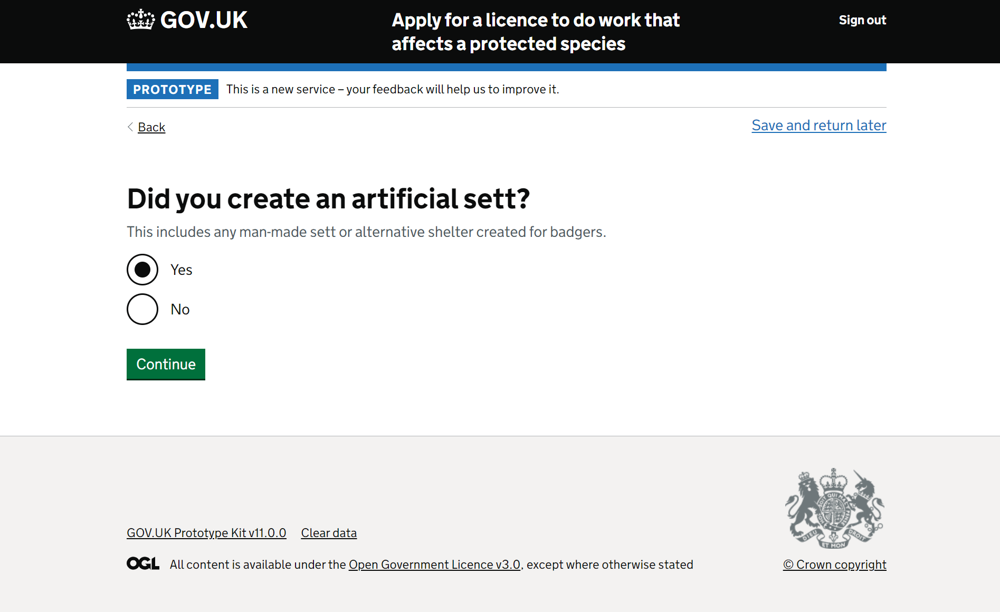 GOV.UK
Apply for a licence to do work that
affects a protected species
Sign out
PROTOTYPE This is a new service – your feedback will help us to improve it.
Back
Save and return later
Did you create an artificial sett?
This includes any man-made sett or alternative shelter created for badgers.
Yes
No
Continue
GOV.UK Prototype Kit v11.0.0 Clear data
OGL All content is available under the Open Government Licence v3.0, except where otherwise stated
DIEU ET MON DROIT
© Crown copyright